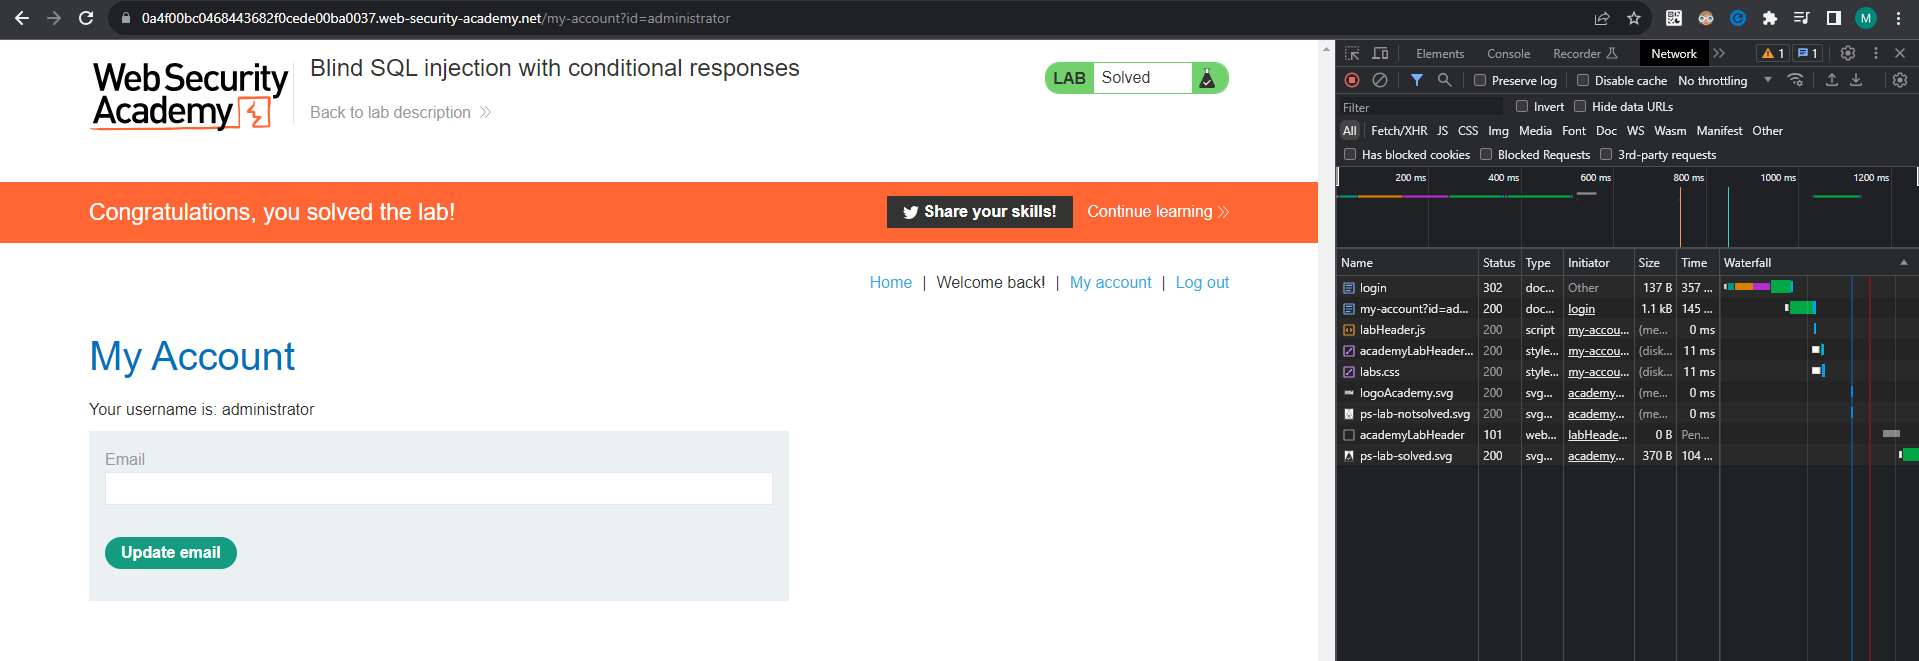 0a4f00bc0468443682f0cede00ba0037.web-security-academy.net/my-account?id=administrator
M
Web Security
Academy
Blind SQL injection with conditional responses
Back to lab description
LAB Solved
Congratulations, you solved the lab!
Share your skills! Continue learning
Home | Welcome back! | My account | Log out
My Account
Your username is: administrator
Email
Update email
Elements Console Recorder Network 1 1
Preserve log Disable cache No throttling
Filter Invert Hide data URLs
All Fetch/XHR JS CSS Img Media Font Doc WS Wasm Manifest Other
Has blocked cookies Blocked Requests 3rd-party requests
200 ms 400 ms 600 ms 800 ms 1000 ms 1200 ms
Name Status Type Initiator Size Time Waterfall
login 302 doc... Other 137 B 357 ...
my-account?id=ad... 200 doc... login 1.1 kB 145 ...
labHeader.js 200 script my-accou... (me... 0 ms
academyLabHeader... 200 style... my-accou... (disk... 11 ms
labs.css 200 style... my-accou... (disk... 11 ms
logoAcademy.svg 200 svg... academy... (me... 0 ms
ps-lab-notsolved.svg 200 svg... academy... (me... 0 ms
academyLabHeader 101 web... labHeade... 0 B Pen...
ps-lab-solved.svg 200 svg... academy... 370 B 104 ...